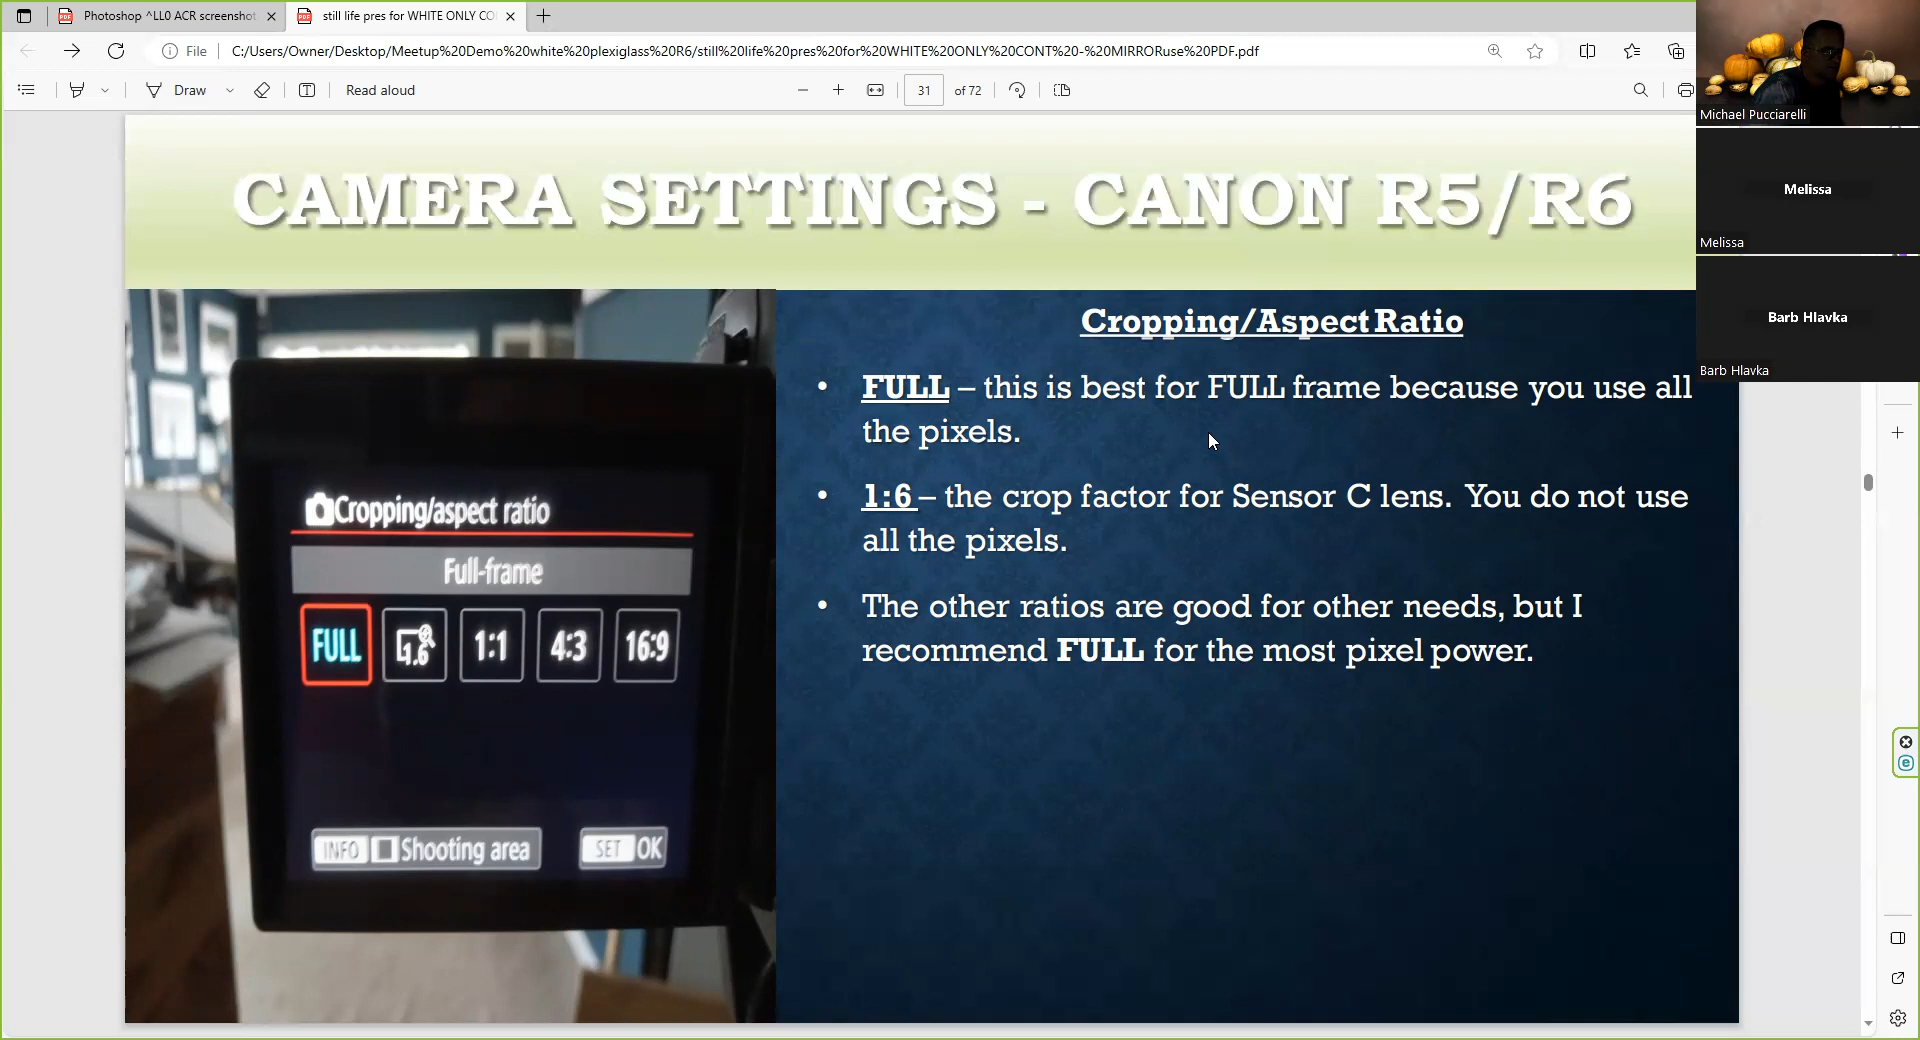 Photoshop ^LL0 ACR screenshot
still life pres for WHITE ONLY CO
File
C:/Users/Owner/Desktop/Meetup%20Demo%20white%20plexiglass%20R6/still%20life%20pres%20for%20WHITE%20ONLY%20CONT%20-%20MIRRORuse%20PDF.pdf
Draw
Read aloud
31
of 72
Michael Pucciarelli
Melissa
Melissa
Barb Hlavka
Barb Hlavka
CAMERA SETTINGS - CANON R5/R6
Cropping/aspect ratio
Full-frame
FULL
1.6
1:1
4:3
16:9
INFO
Shooting area
SET OK
Cropping/Aspect Ratio
• FULL – this is best for FULL frame because you use all
the pixels.
• 1:6 – the crop factor for Sensor C lens. You do not use
all the pixels.
• The other ratios are good for other needs, but I
recommend FULL for the most pixel power.